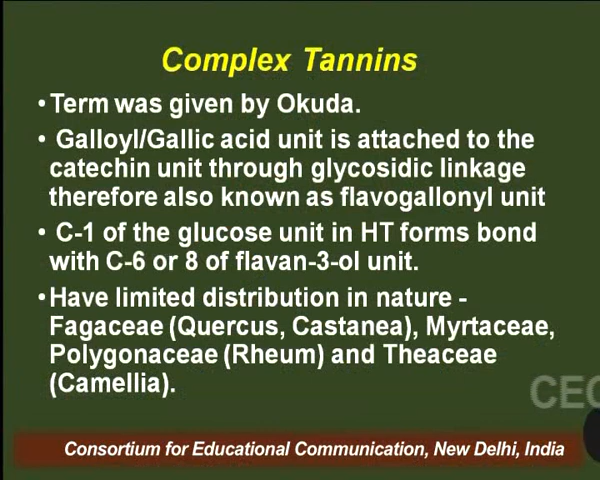 Complex Tannins
•Term was given by Okuda.
• Galloyl/Gallic acid unit is attached to the
catechin unit through glycosidic linkage
therefore also known as flavogallonyl unit
• C-1 of the glucose unit in HT forms bond
with C-6 or 8 of flavan-3-ol unit.
•Have limited distribution in nature -
Fagaceae (Quercus, Castanea), Myrtaceae,
Polygonaceae (Rheum) and Theaceae
(Camellia).
CEC
Consortium for Educational Communication, New Delhi, India